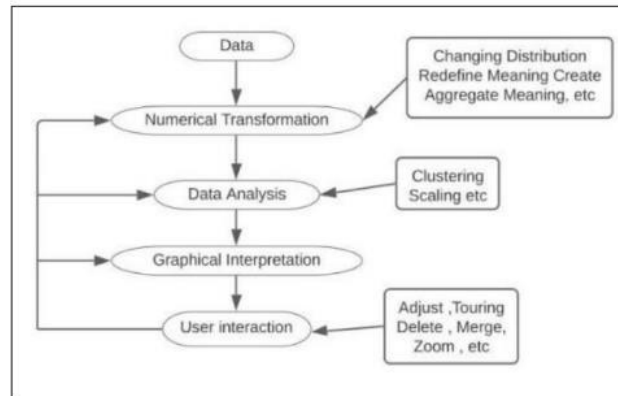 Data
Changing Distribution
Redefine Meaning Create
Aggregate Meaning, etc
Numerical Transformation
Data Analysis
Clustering
Scaling etc
Graphical Interpretation
User interaction
Adjust ,Touring
Delete , Merge,
Zoom , etc